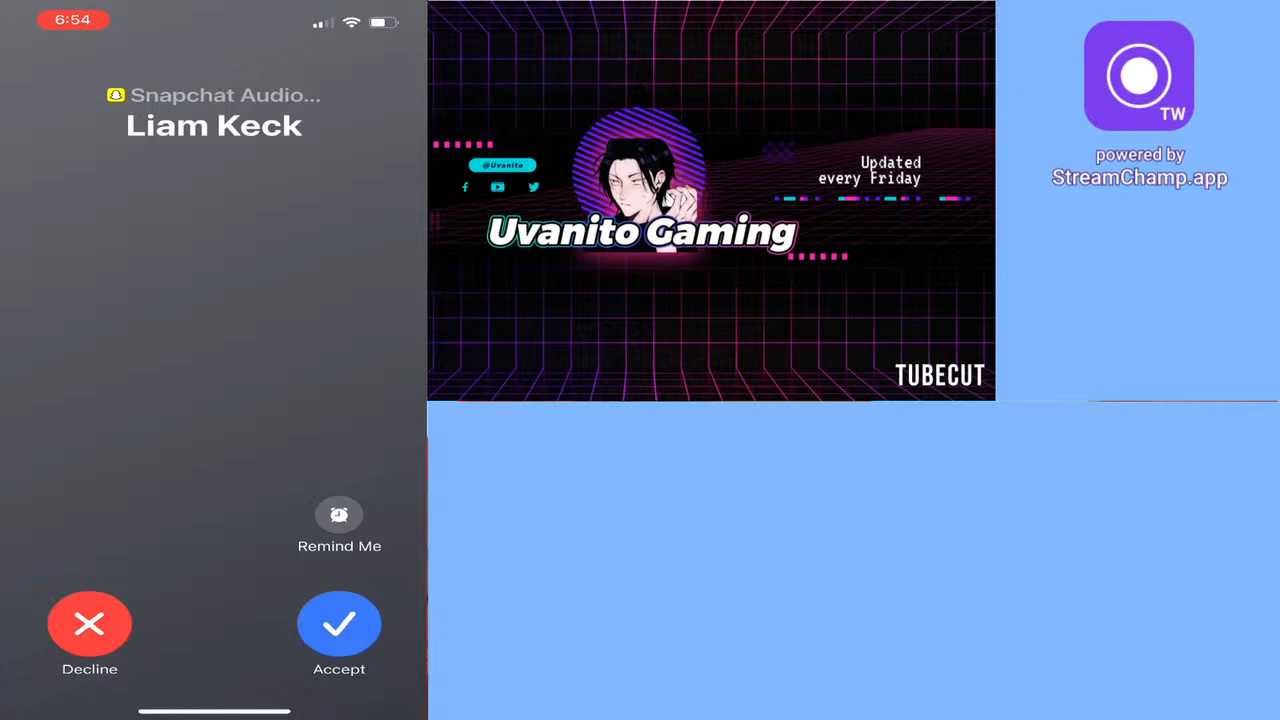 6:54
Snapchat Audio...
Liam Keck
Remind Me
Decline
Accept
@Uvanito
Updated
every Friday
Uvanito Gaming
TUBECUT
TW
powered by
StreamChamp.app